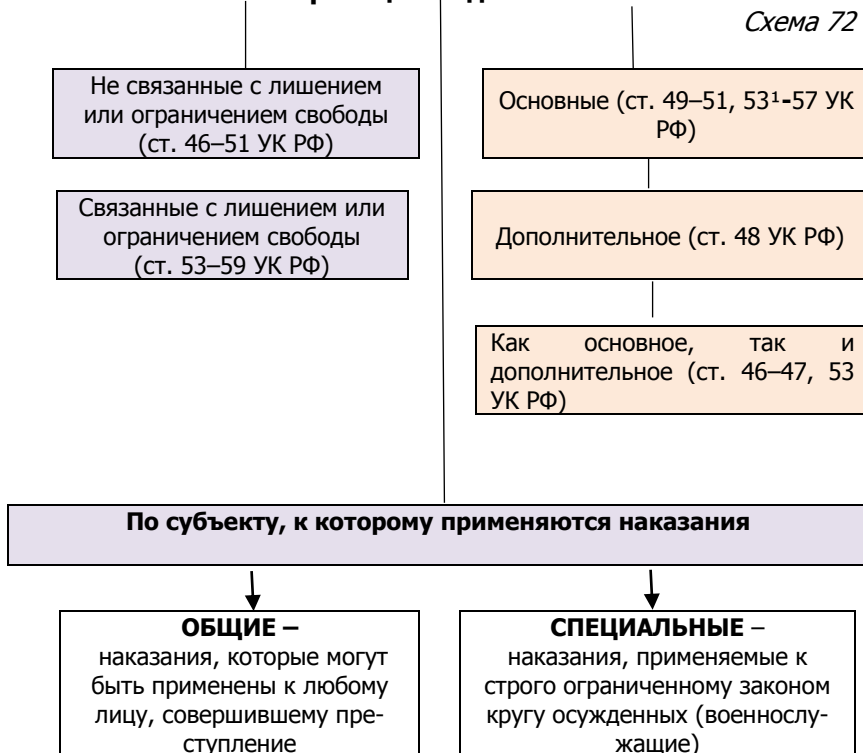 Схема 72
Не связанные с лишением
или ограничением свободы
(ст. 46–51 УК РФ)
Связанные с лишением или
ограничением свободы
(ст. 53–59 УК РФ)
Основные (ст. 49–51, 53¹-57 УК
РФ)
Дополнительное (ст. 48 УК РФ)
Как основное, так и
дополнительное (ст. 46–47, 53
УК РФ)
По субъекту, к которому применяются наказания
ОБЩИЕ –
наказания, которые могут
быть применены к любому
лицу, совершившему пре-
ступление
СПЕЦИАЛЬНЫЕ –
наказания, применяемые к
строго ограниченному законом
кругу осужденных (военнослу-
жащие)